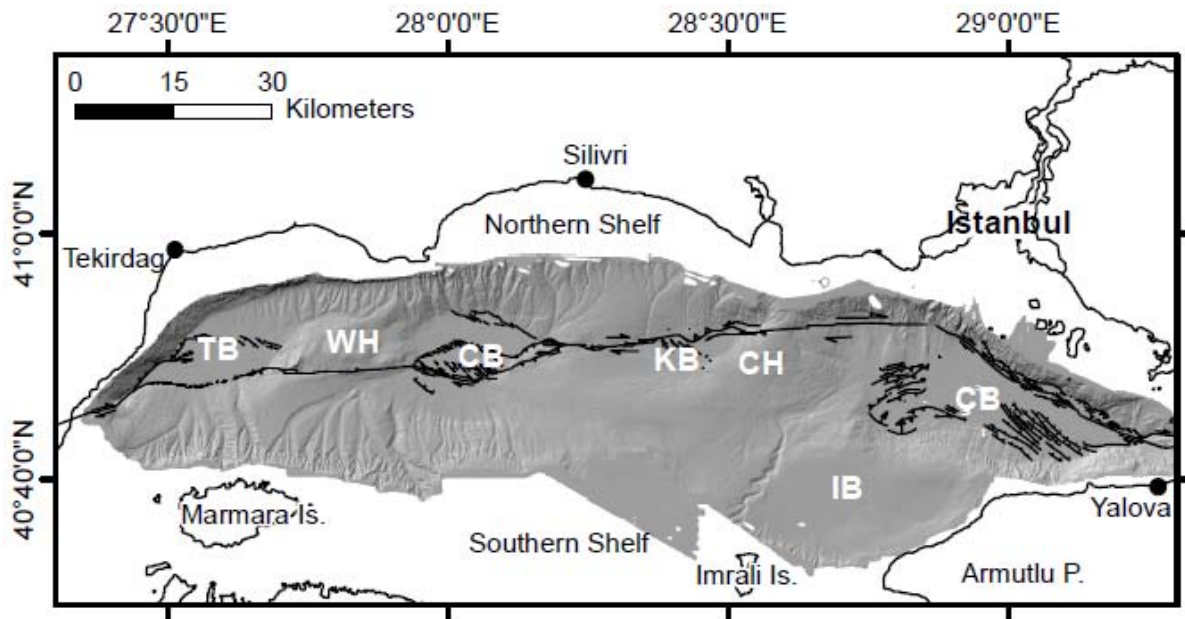 27°30'0"E 28°0'0"E 28°30'0"E 29°0'0"E
0 15 30
Kilometers
Silivri
Northern Shelf
Istanbul
41°0'0"N
Tekirdag
TB WH CB KB CH ÇB
40°40'0"N
IB
Marmara Is.
Yalova
Southern Shelf
Imrali Is.
Armutlu P.